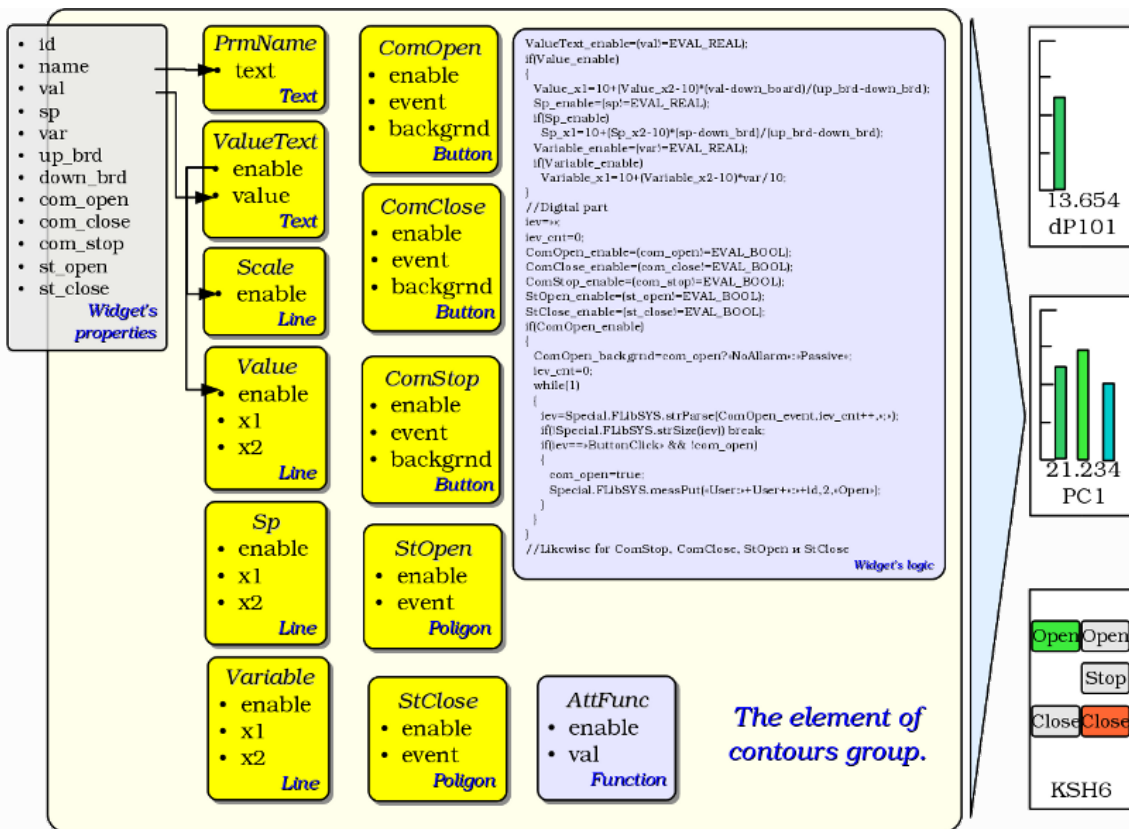 id
name
val
sp
var
up_brd
down_brd
com_open
com_close
com_stop
st_open
st_close
Widget's
properties
PrmName
text
Text
ValueText
enable
value
Text
Scale
enable
Line
Value
enable
x1
x2
Line
Sp
enable
x1
x2
Line
Variable
enable
x1
x2
Line
ComOpen
enable
event
backgrnd
Button
ComClose
enable
event
backgrnd
Button
ComStop
enable
event
backgrnd
Button
StOpen
enable
event
Poligon
StClose
enable
event
Poligon
ValueText_enable=(val!=EVAL_REAL);
if(Value_enable)
{
Value_x1=10+(Value_x2-10)*(val-down_board)/(up_brd-down_brd);
Sp_enable=(sp!=EVAL_REAL);
if(Sp_enable)
Sp_x1=10+(Sp_x2-10)*(sp-down_brd)/(up_brd-down_brd);
Variable_enable=(var!=EVAL_REAL);
if(Variable_enable)
Variable_x1=10+(Variable_x2-10)*var/10;
}
//Digital part
iev=«»;
iev_cnt=0;
ComOpen_enable=(com_open!=EVAL_BOOL);
ComClose_enable=(com_close!=EVAL_BOOL);
ComStop_enable=(com_stop!=EVAL_BOOL);
StOpen_enable=(st_open!=EVAL_BOOL);
StClose_enable=(st_close!=EVAL_BOOL);
if(ComOpen_enable)
{
ComOpen_backgrnd=com_open?«NoAllarm»:«Passive»;
iev_cnt=0;
while(1)
{
iev=Special.FLibSYS.strParse(ComOpen_event,iev_cnt++,«;»);
if(!Special.FLibSYS.strSize(iev)) break;
if(iev==«ButtonClick» && !com_open)
{
com_open=true;
Special.FLibSYS.messPut(«User:»+User+«:»+id,2,«Open»);
}
}
}
//Likewise for ComStop, ComClose, StOpen и StClose
Widget's logic
AttFunc
enable
val
Function
The element of
contours group.
13.654
dP101
21.234
PC1
Open Open
Stop
Close Close
KSH6